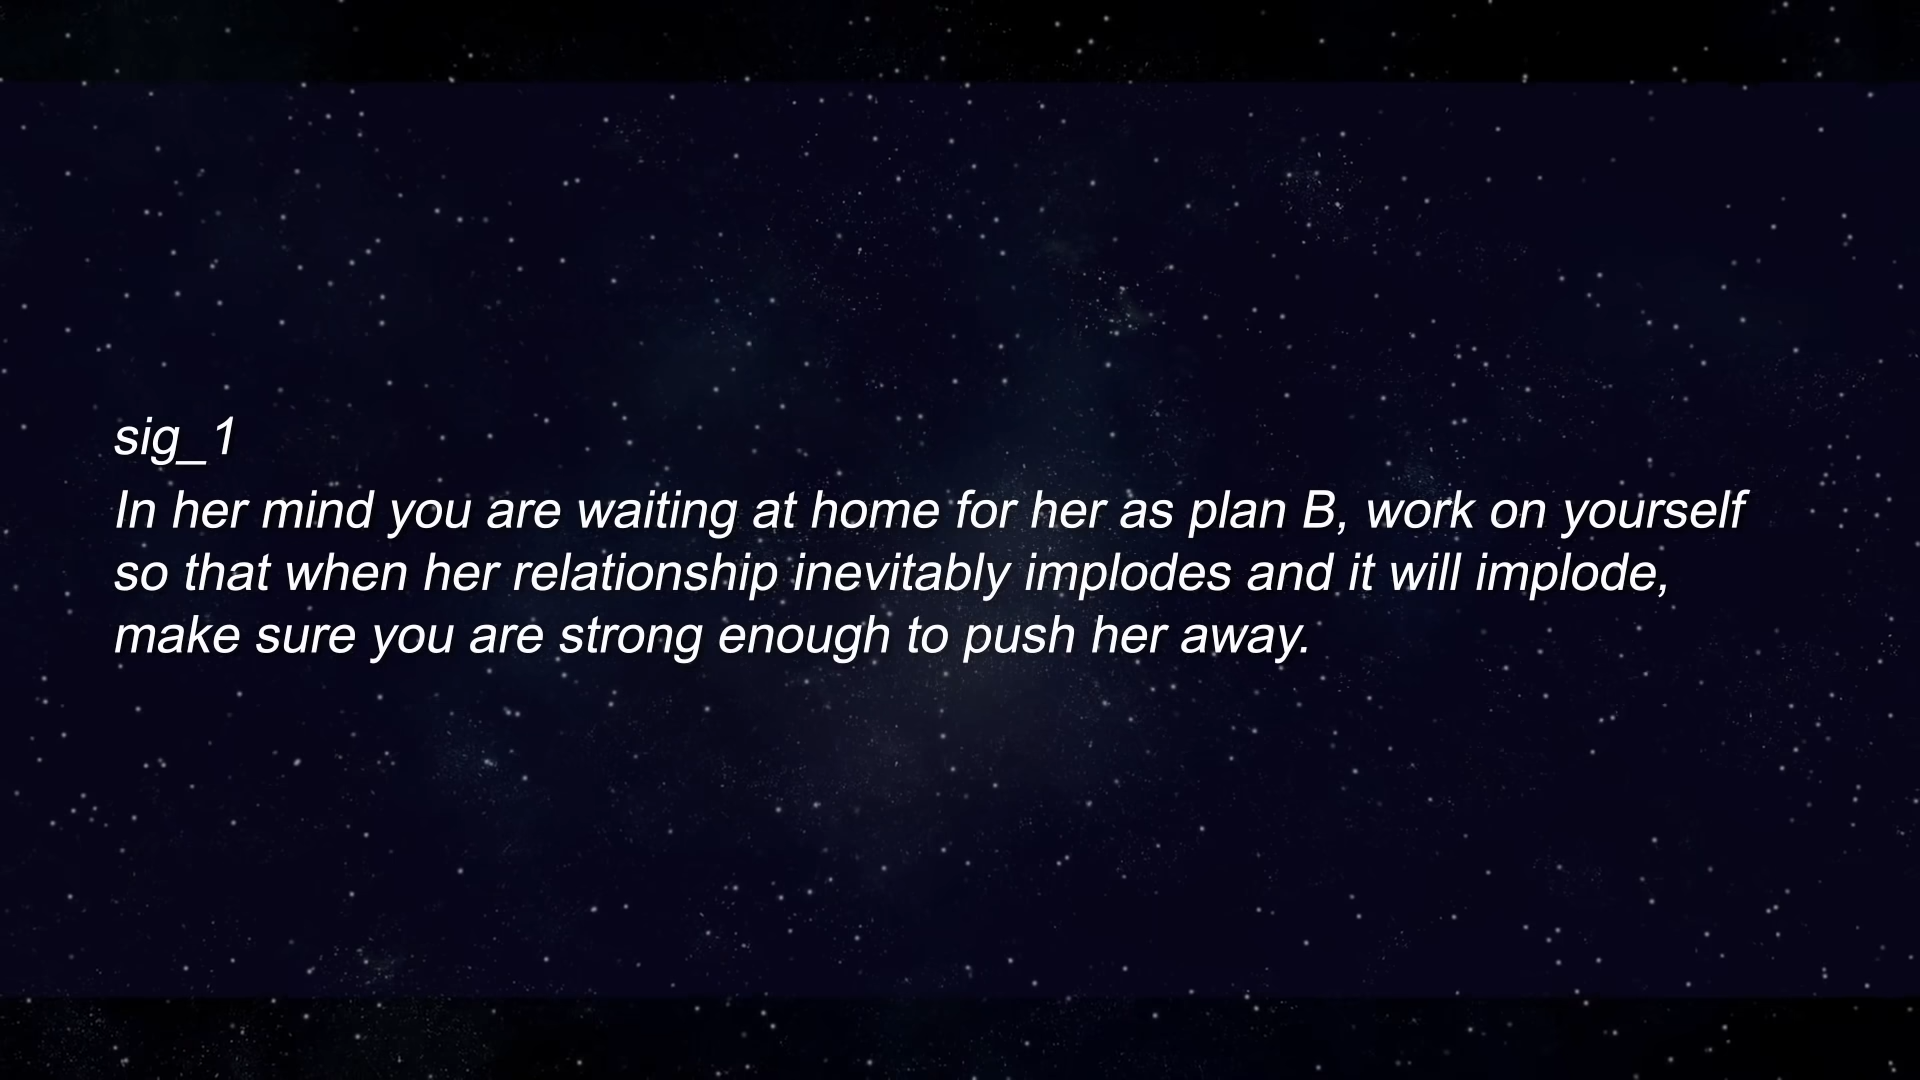 sig_1
In her mind you are waiting at home for her as plan B, work on yourself
so that when her relationship inevitably implodes and it will implode,
make sure you are strong enough to push her away.